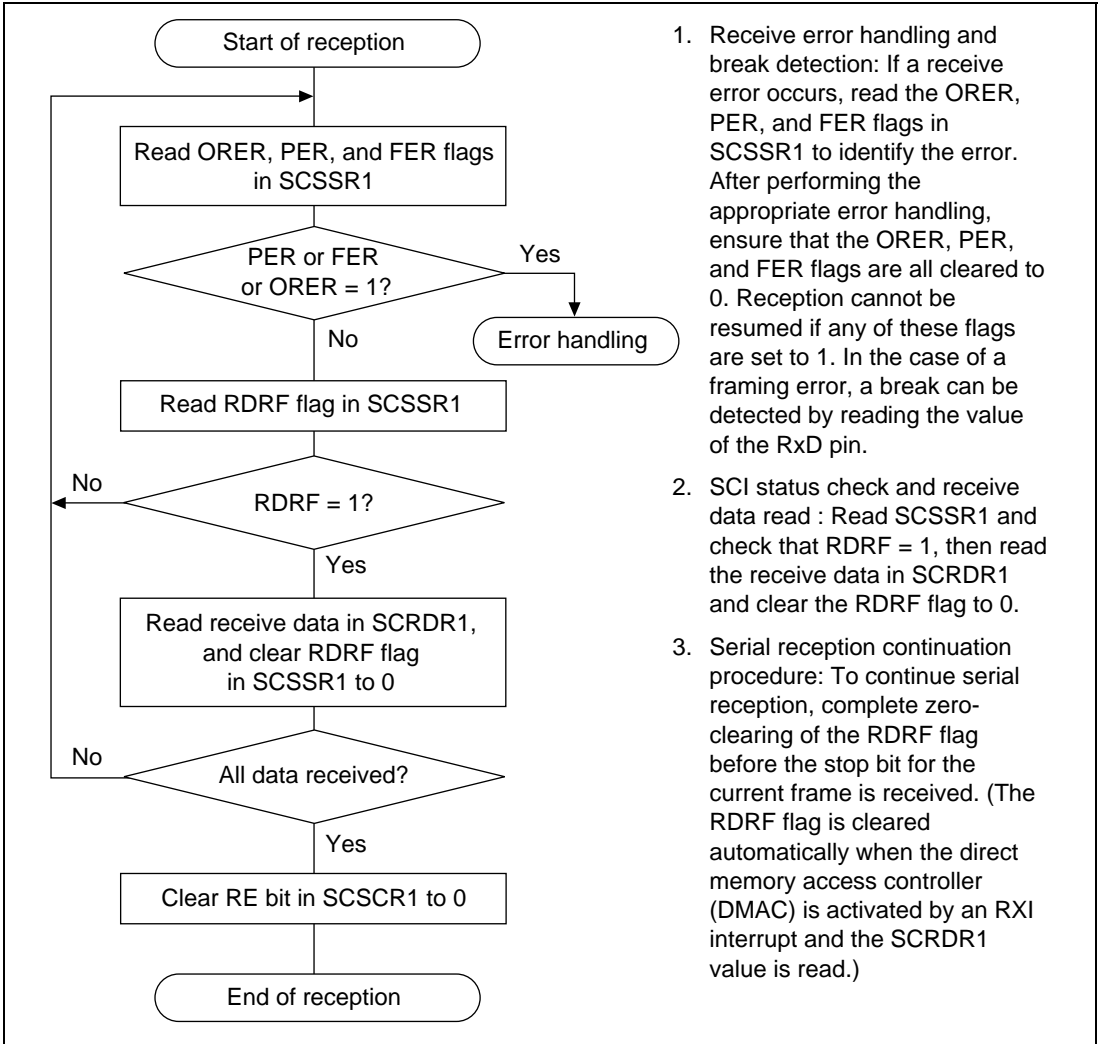 Start of reception
Read ORER, PER, and FER flags
in SCSSR1
PER or FER
or ORER = 1?
Yes
Error handling
No
Read RDRF flag in SCSSR1
No
RDRF = 1?
Yes
Read receive data in SCRDR1,
and clear RDRF flag
in SCSSR1 to 0
No
All data received?
Yes
Clear RE bit in SCSCR1 to 0
End of reception
1. Receive error handling and
break detection: If a receive
error occurs, read the ORER,
PER, and FER flags in
SCSSR1 to identify the error.
After performing the
appropriate error handling,
ensure that the ORER, PER,
and FER flags are all cleared to
0. Reception cannot be
resumed if any of these flags
are set to 1. In the case of a
framing error, a break can be
detected by reading the value
of the RxD pin.
2. SCI status check and receive
data read : Read SCSSR1 and
check that RDRF = 1, then read
the receive data in SCRDR1
and clear the RDRF flag to 0.
3. Serial reception continuation
procedure: To continue serial
reception, complete zero-
clearing of the RDRF flag
before the stop bit for the
current frame is received. (The
RDRF flag is cleared
automatically when the direct
memory access controller
(DMAC) is activated by an RXI
interrupt and the SCRDR1
value is read.)